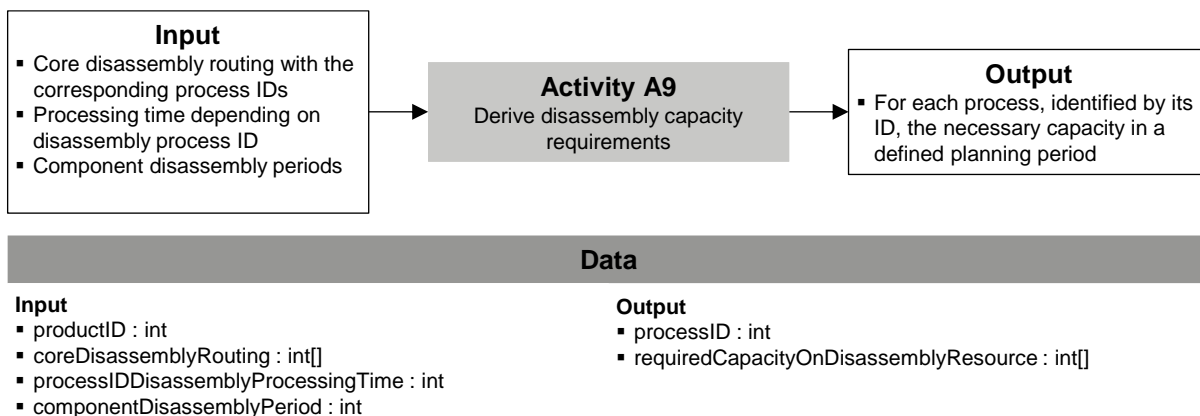 Input
▪ Core disassembly routing with the
corresponding process IDs
▪ Processing time depending on
disassembly process ID
▪ Component disassembly periods
Activity A9
Derive disassembly capacity
requirements
Output
▪ For each process, identified by its
ID, the necessary capacity in a
defined planning period
Data
Input
▪ productID : int
▪ coreDisassemblyRouting : int[]
▪ processIDDisassemblyProcessingTime : int
▪ componentDisassemblyPeriod : int
Output
▪ processID : int
▪ requiredCapacityOnDisassemblyResource : int[]